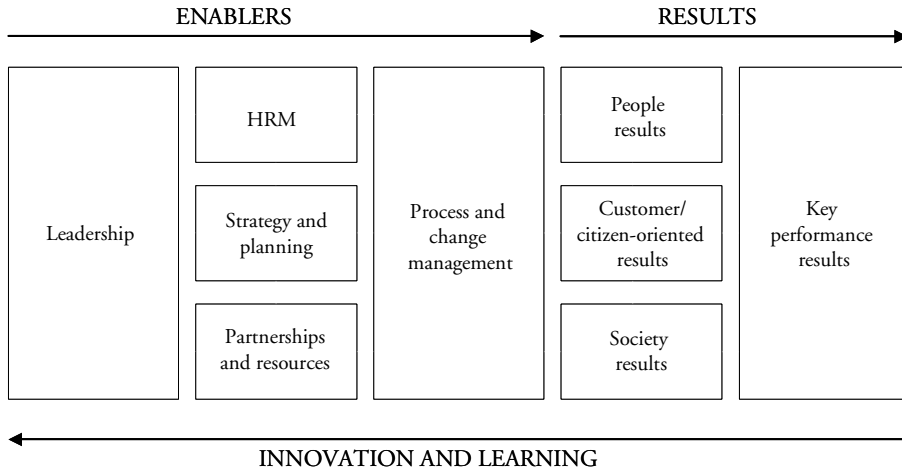 ENABLERS
RESULTS
Leadership
HRM
Strategy and
planning
Partnerships
and resources
Process and
change
management
People
results
Customer/
citizen-oriented
results
Society
results
Key
performance
results
INNOVATION AND LEARNING